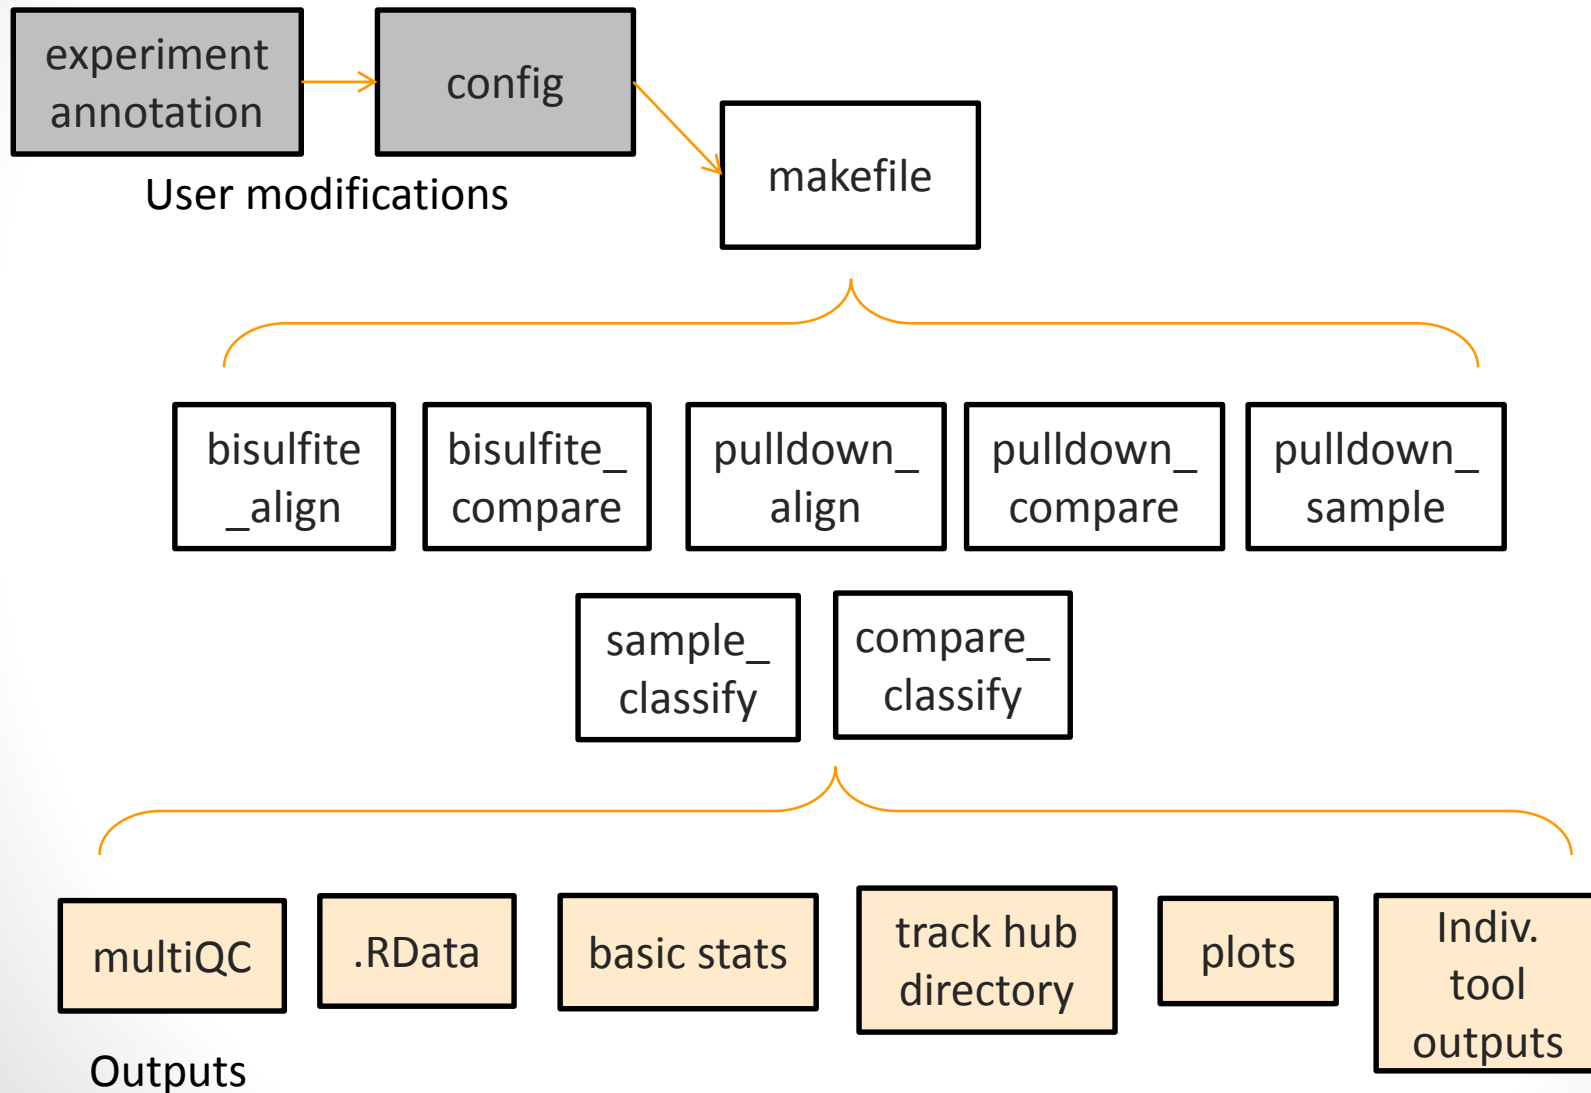 experiment
annotation
config
makefile
User modifications
bisulfite
_align
bisulfite_
compare
pulldown_
align
pulldown_
compare
pulldown_
sample
sample_
classify
compare_
classify
multiQC
.RData
basic stats
track hub
directory
plots
Indiv.
tool
outputs
Outputs